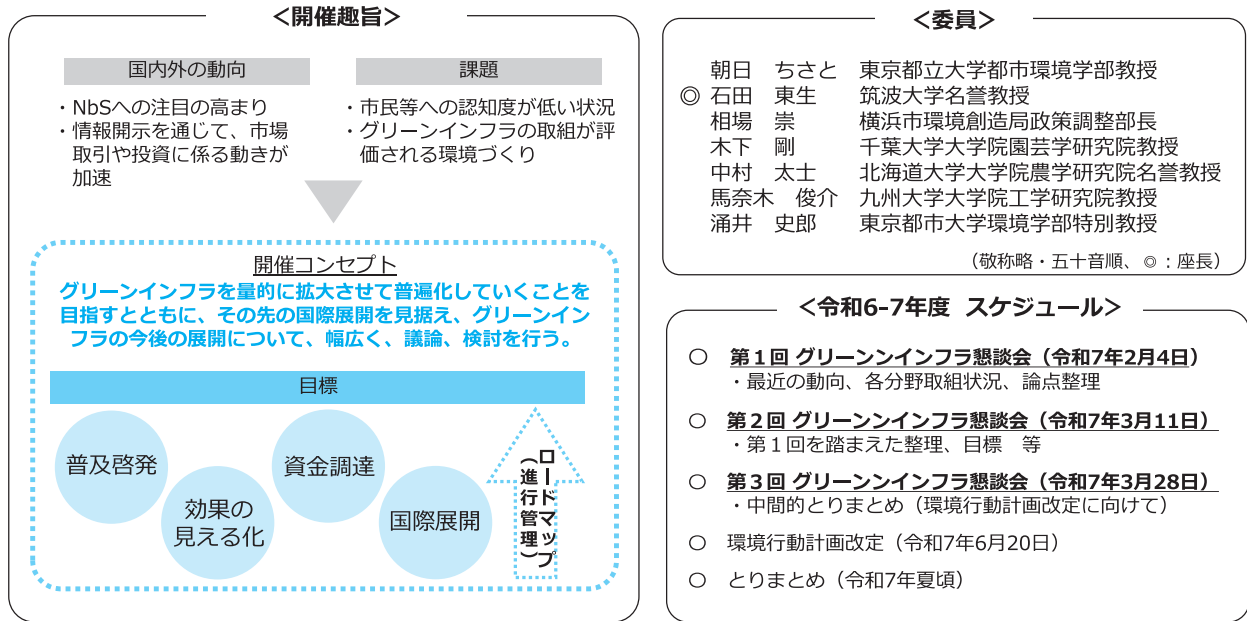 ＜開催趣旨＞
国内外の動向
・NbSへの注目の高まり
・情報開示を通じて、市場
取引や投資に係る動きが
加速
課題
・市民等への認知度が低い状況
・グリーンインフラの取組が評
価される環境づくり
開催コンセプト
グリーンインフラを量的に拡大させて普遍化していくことを
目指すとともに、その先の国際展開を見据え、グリーンイン
フラの今後の展開について、幅広く、議論、検討を行う。
目標
普及啓発
効果の
見える化
資金調達
国際展開
ロードマップ
（進行管理）
＜委員＞
朝日　ちさと　東京都立大学都市環境学部教授
◎ 石田　東生　筑波大学名誉教授
相場　崇　横浜市環境創造局政策調整部長
木下　剛　千葉大学大学院園芸学研究院教授
中村　太士　北海道大学大学院農学研究院名誉教授
馬奈木　俊介　九州大学大学院工学研究院教授
涌井　史郎　東京都市大学環境学部特別教授
（敬称略・五十音順、◎：座長）
＜令和6-7年度 スケジュール＞
○ 第１回 グリーンンインフラ懇談会（令和7年2月4日）
・最近の動向、各分野取組状況、論点整理
○ 第２回 グリーンンインフラ懇談会（令和7年3月11日）
・第１回を踏まえた整理、目標　等
○ 第３回 グリーンインフラ懇談会（令和7年3月28日）
・中間的とりまとめ（環境行動計画改定に向けて）
○ 環境行動計画改定（令和7年6月20日）
○ とりまとめ（令和7年夏頃）